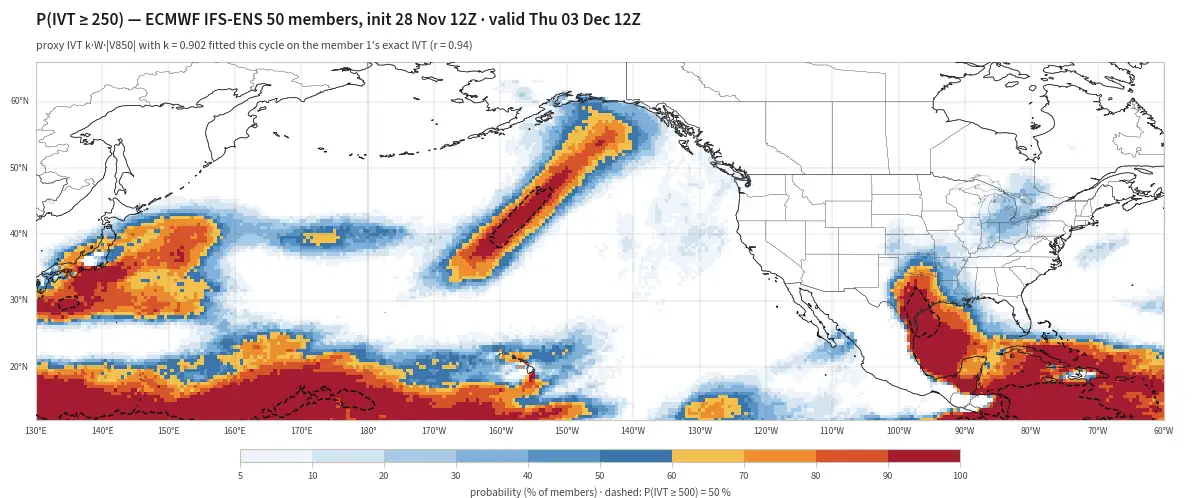 P(IVT ≥ 250) — ECMWF IFS-ENS 50 members, init 28 Nov 12Z · valid Thu 03 Dec 12Z
proxy IVT k·W·|V850| with k = 0.902 fitted this cycle on the member 1's exact IVT (r = 0.94)
60°N
50°N
40°N
30°N
20°N
130°E 140°E 150°E 160°E 170°E 180° 170°W 160°W 150°W 140°W 130°W 120°W 110°W 100°W 90°W 80°W 70°W 60°W
5 10 20 30 40 50 60 70 80 90 100
probability (% of members) · dashed: P(IVT ≥ 500) = 50 %